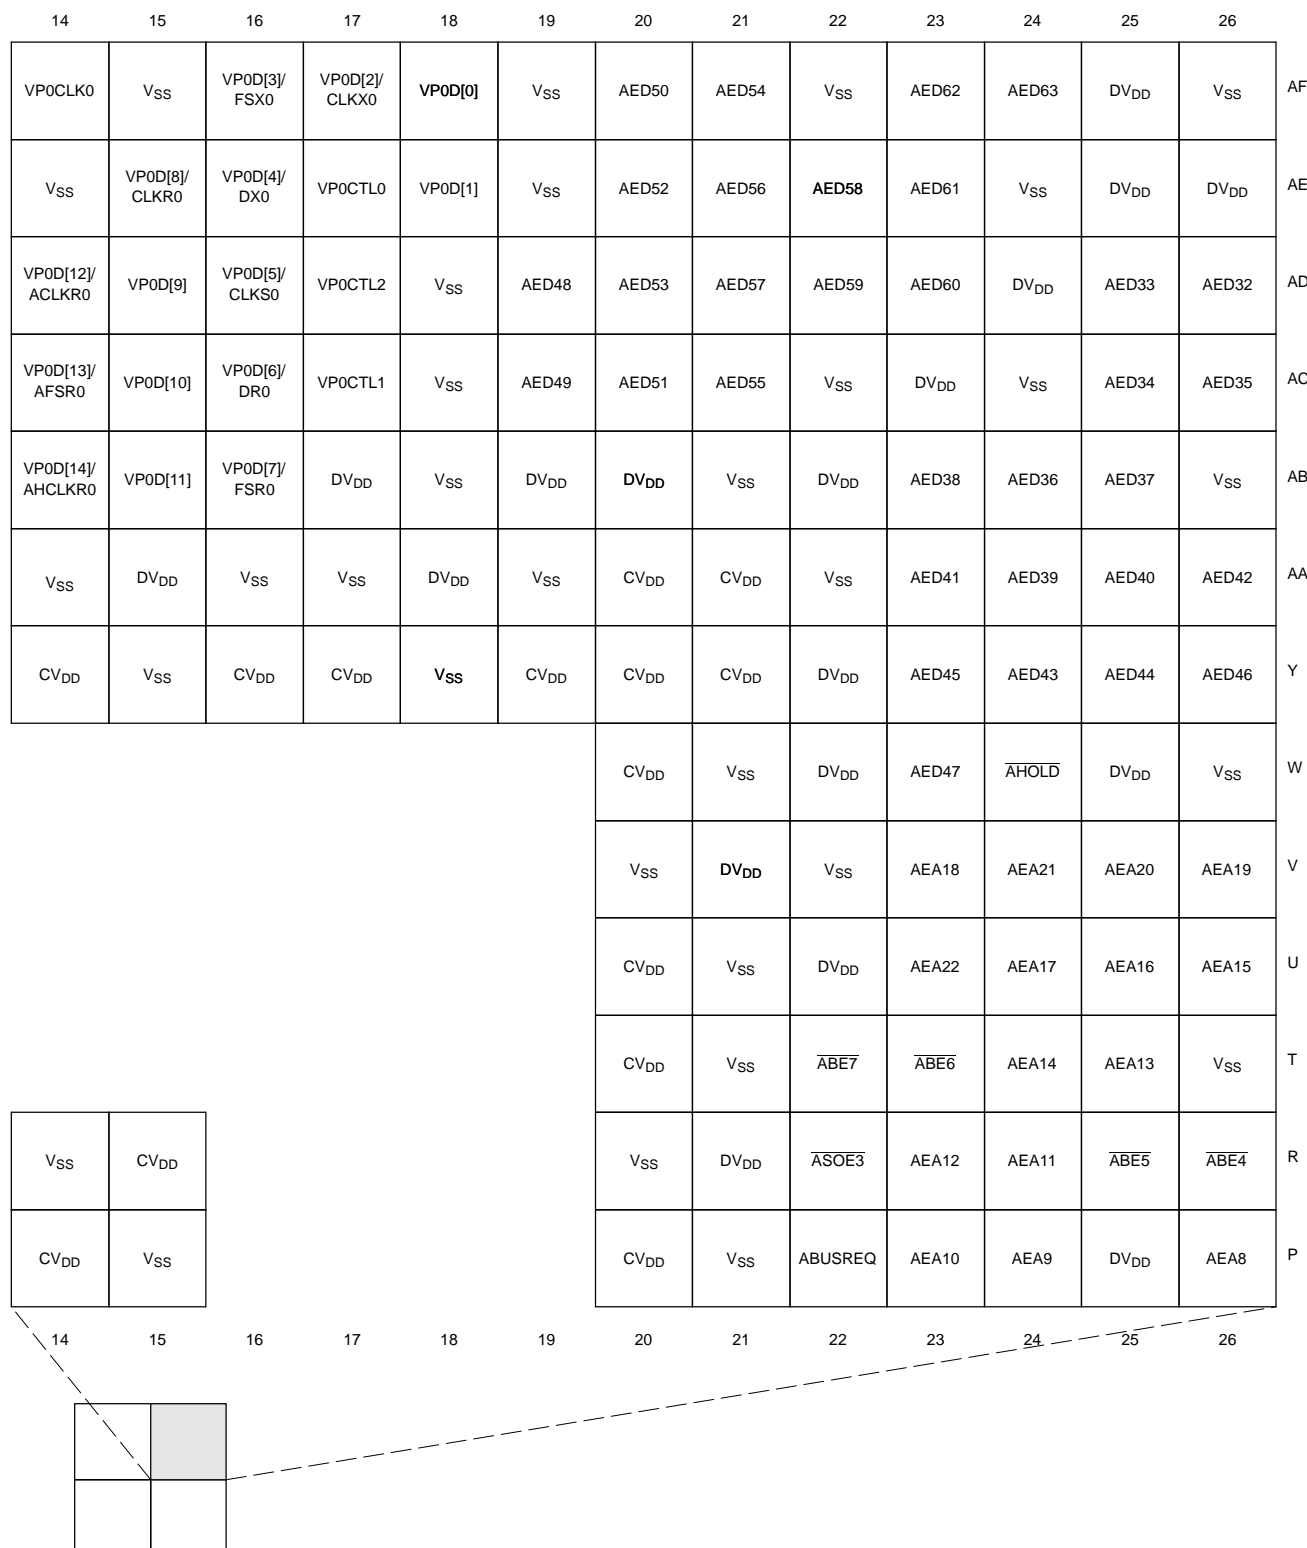 14 15 16 17 18 19 20 21 22 23 24 25 26
VP0CLK0 VSS VP0D[3]/FSX0 VP0D[2]/CLKX0 VP0D[0] VSS AED50 AED54 VSS AED62 AED63 DVDD VSS AF
VSS VP0D[8]/CLKR0 VP0D[4]/DX0 VP0CTL0 VP0D[1] VSS AED52 AED56 AED58 AED61 VSS DVDD DVDD AE
VP0D[12]/ACLKR0 VP0D[9] VP0D[5]/CLKS0 VP0CTL2 VSS AED48 AED53 AED57 AED59 AED60 DVDD AED33 AED32 AD
VP0D[13]/AFSR0 VP0D[10] VP0D[6]/DR0 VP0CTL1 VSS AED49 AED51 AED55 VSS DVDD VSS AED34 AED35 AC
VP0D[14]/AHCLKR0 VP0D[11] VP0D[7]/FSR0 DVDD VSS DVDD DVDD VSS DVDD AED38 AED36 AED37 VSS AB
VSS DVDD VSS VSS DVDD VSS CVDD CVDD VSS AED41 AED39 AED40 AED42 AA
CVDD VSS CVDD CVDD VSS CVDD CVDD CVDD DVDD AED45 AED43 AED44 AED46 Y
CVDD VSS DVDD AED47 AHOLD DVDD VSS W
VSS DVDD VSS AEA18 AEA21 AEA20 AEA19 V
CVDD VSS DVDD AEA22 AEA17 AEA16 AEA15 U
CVDD VSS ABE7 ABE6 AEA14 AEA13 VSS T
VSS CVDD VSS DVDD ASOE3 AEA12 AEA11 ABE5 ABE4 R
CVDD VSS CVDD VSS ABUSREQ AEA10 AEA9 DVDD AEA8 P
14 15 16 17 18 19 20 21 22 23 24 25 26